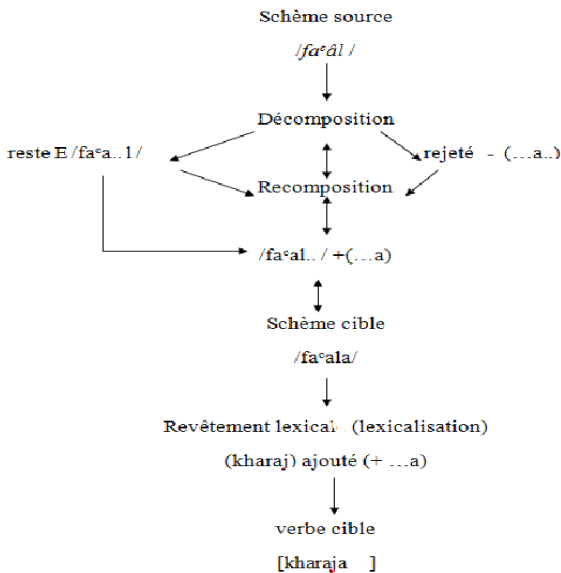 Schème source
/faᶜâl /
Décomposition
reste E /faᶜa..l/
rejeté - (...a..)
Recomposition
/faᶜal.. / +(...a)
Schème cible
/faᶜala/
Revêtement lexical (lexicalisation)
(kharaj) ajouté (+ ...a)
verbe cible
[kharaja ]